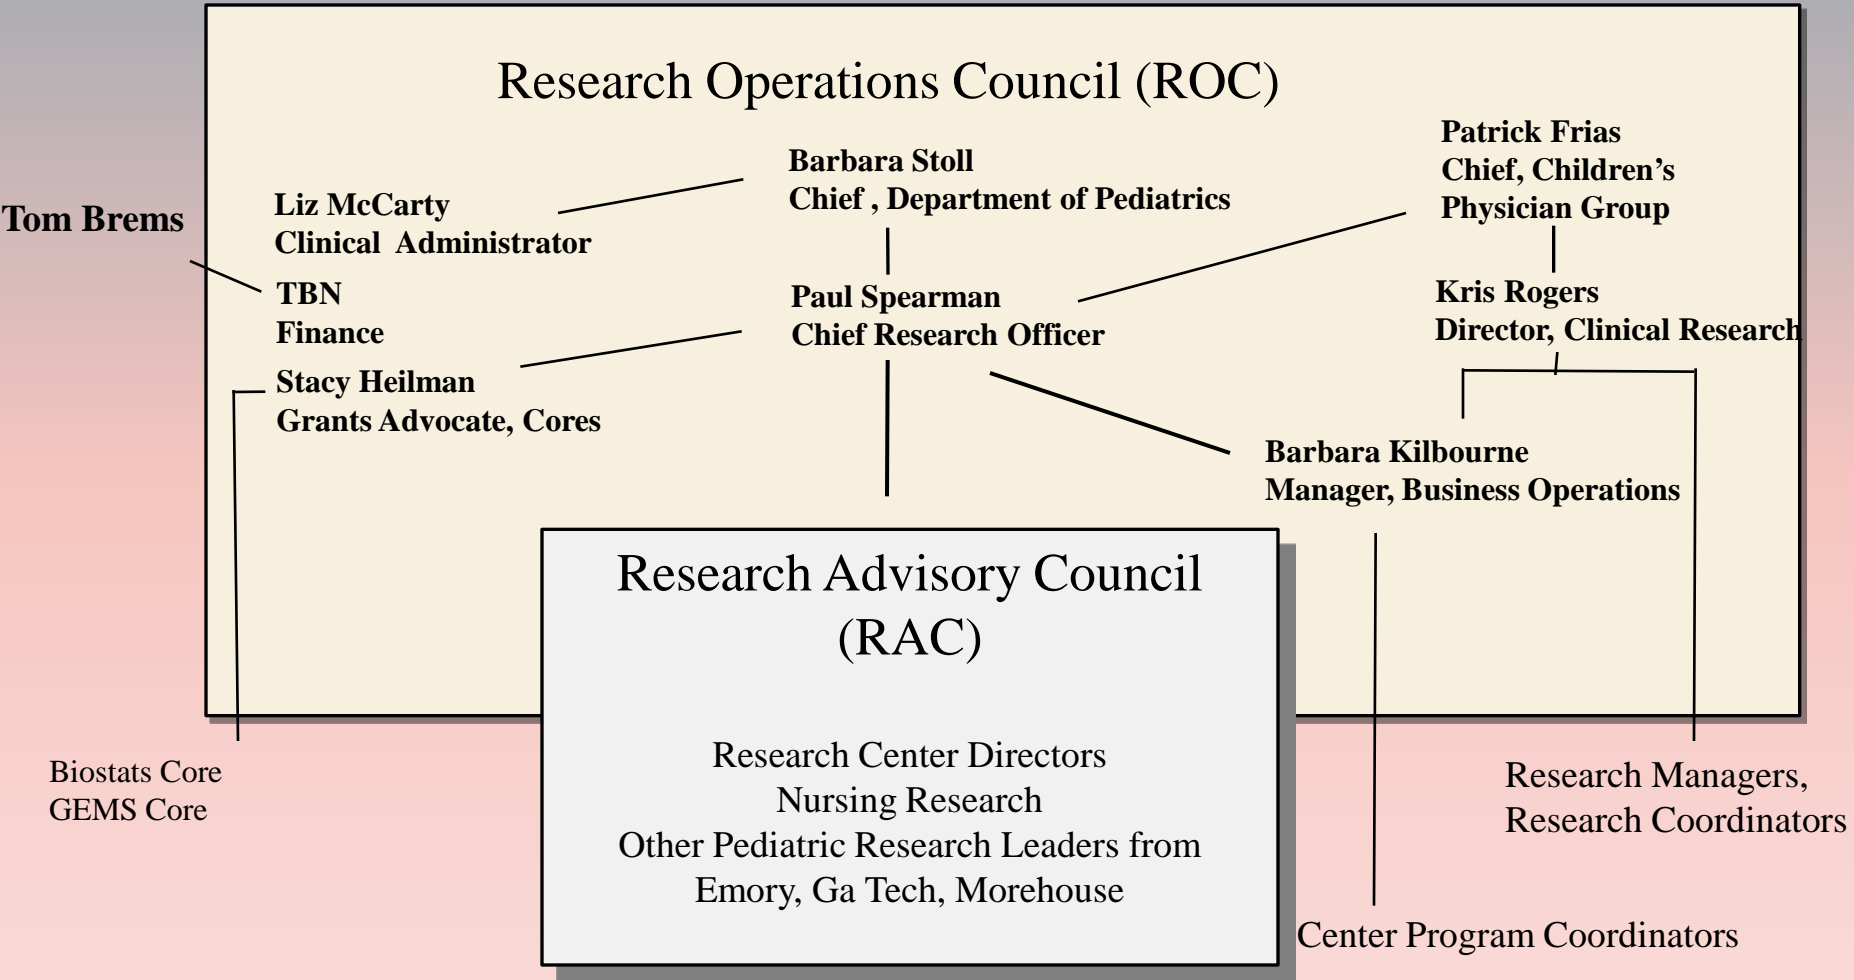 Research Operations Council (ROC)
Tom Brems
Liz McCarty
Clinical  Administrator
TBN
Finance
Stacy Heilman
Grants Advocate, Cores
Barbara Stoll
Chief , Department of Pediatrics
Paul Spearman
Chief Research Officer
Patrick Frias
Chief, Children’s
Physician Group
Kris Rogers
Director, Clinical Research
Barbara Kilbourne
Manager, Business Operations
Research Advisory Council
(RAC)
Research Center Directors
Nursing Research
Other Pediatric Research Leaders from
Emory, Ga Tech, Morehouse
Biostats Core
GEMS Core
Research Managers,
Research Coordinators
Center Program Coordinators